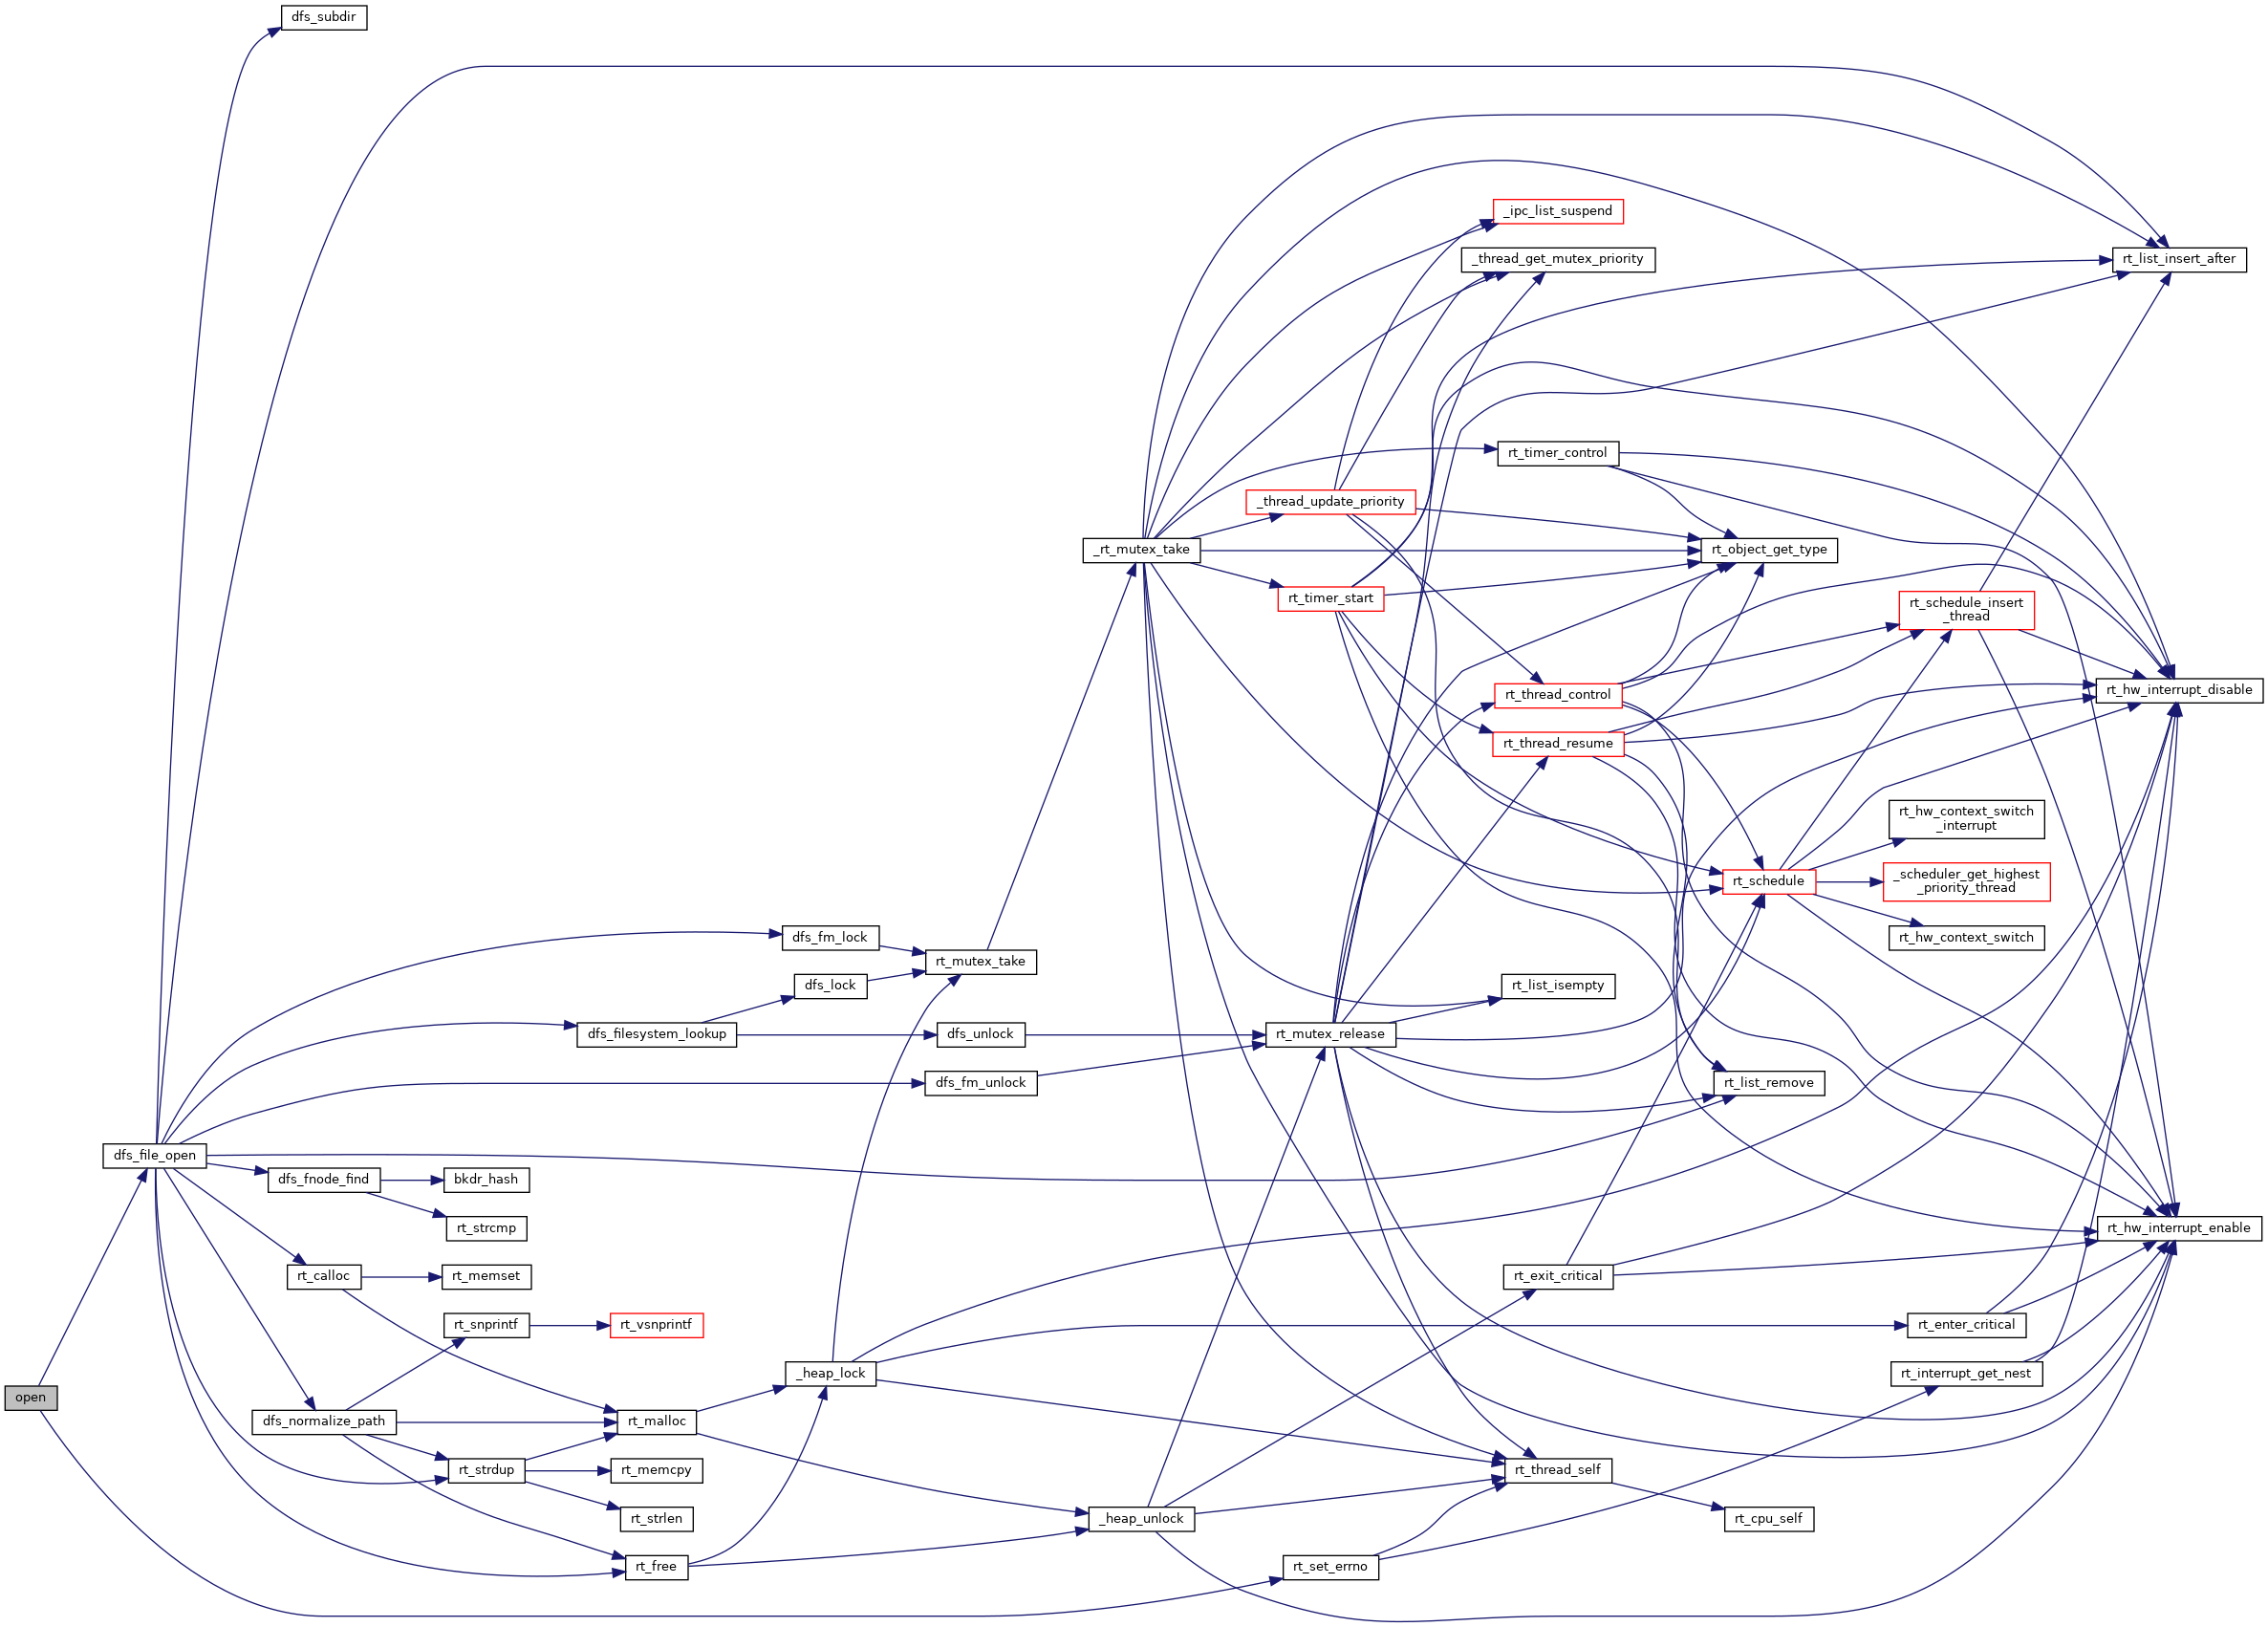 dfs_subdir
_ipc_list_suspend
_thread_get_mutex_priority
rt_list_insert_after
rt_timer_control
_thread_update_priority
_rt_mutex_take
rt_object_get_type
rt_timer_start
rt_schedule_insert
_thread
rt_thread_control
rt_hw_interrupt_disable
rt_thread_resume
rt_hw_context_switch
_interrupt
rt_schedule
_scheduler_get_highest
_priority_thread
dfs_fm_lock
rt_hw_context_switch
rt_mutex_take
dfs_lock
rt_list_isempty
dfs_filesystem_lookup
dfs_unlock
rt_mutex_release
dfs_fm_unlock
rt_list_remove
dfs_file_open
dfs_fnode_find
bkdr_hash
rt_strcmp
rt_hw_interrupt_enable
rt_calloc
rt_memset
rt_exit_critical
rt_snprintf
rt_vsnprintf
rt_enter_critical
_heap_lock
rt_interrupt_get_nest
open
dfs_normalize_path
rt_malloc
rt_strdup
rt_memcpy
rt_thread_self
rt_strlen
_heap_unlock
rt_cpu_self
rt_free
rt_set_errno